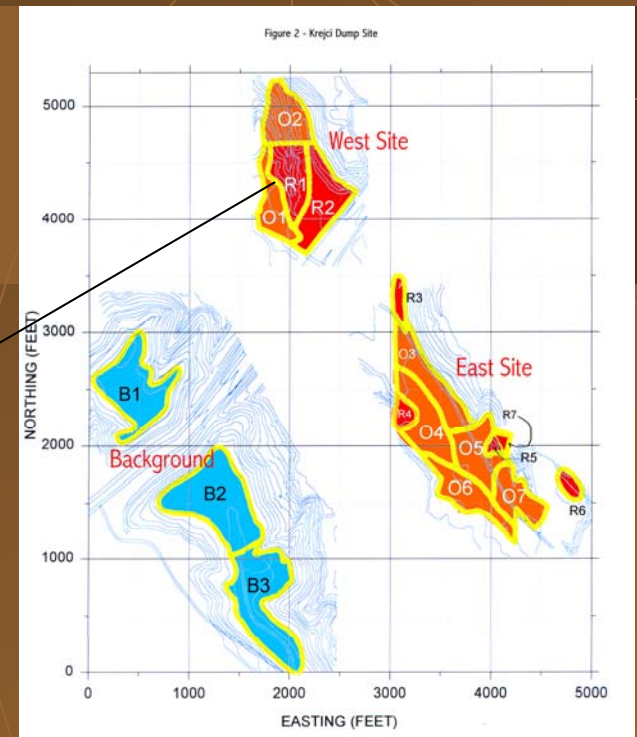 Figure 2 - Krejci Dump Site
5000
4000
3000
2000
1000
0
NORTHING (FEET)
O2
West Site
R1
R2
O1
R3
O3
East Site
R4
O4
R7
O5
R5
O6
O7
R6
B1
Background
B2
B3
0
1000
2000
3000
4000
5000
EASTING (FEET)